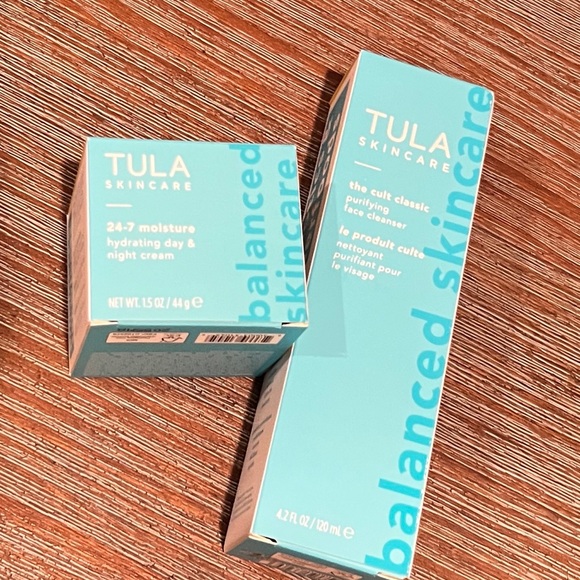 TULA
SKINCARE
24-7 moisture
hydrating day &
night cream
NET WT. 1.5 OZ / 44 g e
balanced
skincare
TULA
SKINCARE
the cult classic
purifying
face cleanser
le produit culte
nettoyant
purifiant pour
le visage
4.2 FL OZ / 120 mL e
balanced skincare